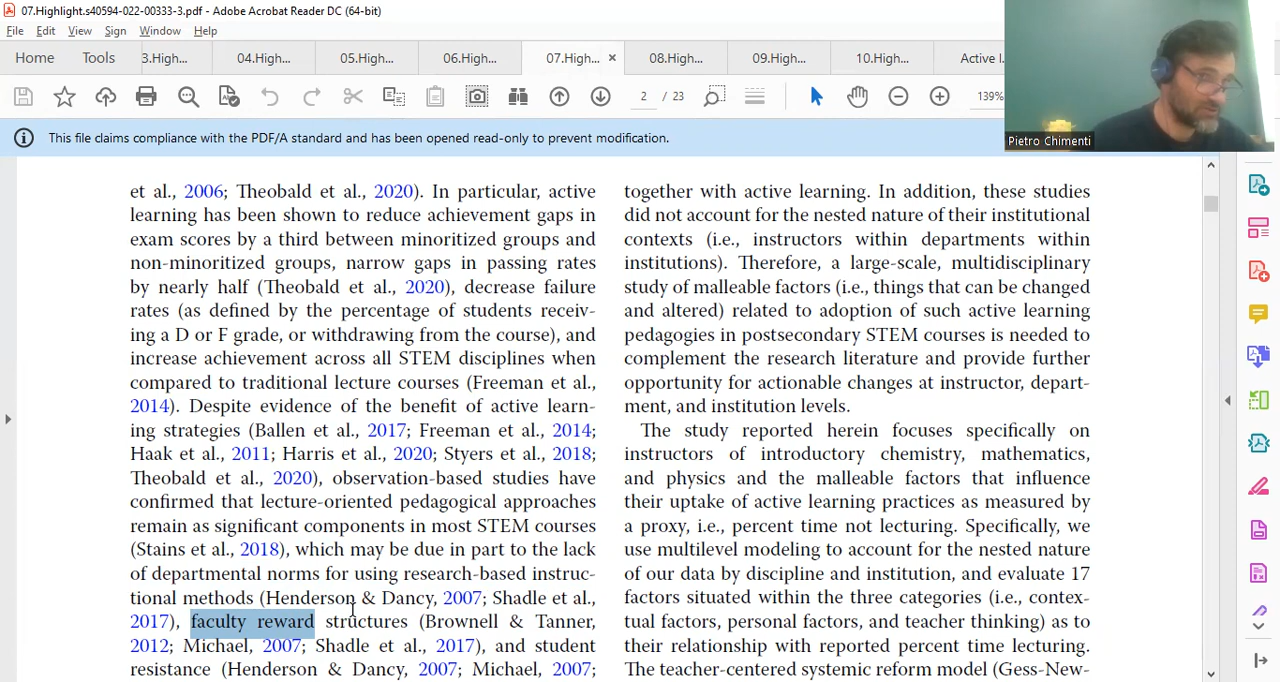 07.Highlight.s40594-022-00333-3.pdf - Adobe Acrobat Reader DC (64-bit)
File Edit View Sign Window Help
Home Tools 3.High... 04.High... 05.High... 06.High... 07.High... × 08.High... 09.High... 10.High... Active l.
2 / 23 139%
This file claims compliance with the PDF/A standard and has been opened read-only to prevent modification.
Pietro Chimenti
et al., 2006; Theobald et al., 2020). In particular, active
learning has been shown to reduce achievement gaps in
exam scores by a third between minoritized groups and
non-minoritized groups, narrow gaps in passing rates
by nearly half (Theobald et al., 2020), decrease failure
rates (as defined by the percentage of students receiv-
ing a D or F grade, or withdrawing from the course), and
increase achievement across all STEM disciplines when
compared to traditional lecture courses (Freeman et al.,
2014). Despite evidence of the benefit of active learn-
ing strategies (Ballen et al., 2017; Freeman et al., 2014;
Haak et al., 2011; Harris et al., 2020; Styers et al., 2018;
Theobald et al., 2020), observation-based studies have
confirmed that lecture-oriented pedagogical approaches
remain as significant components in most STEM courses
(Stains et al., 2018), which may be due in part to the lack
of departmental norms for using research-based instruc-
tional methods (Henderson & Dancy, 2007; Shadle et al.,
2017), faculty reward structures (Brownell & Tanner,
2012; Michael, 2007; Shadle et al., 2017), and student
resistance (Henderson & Dancy, 2007; Michael, 2007;
together with active learning. In addition, these studies
did not account for the nested nature of their institutional
contexts (i.e., instructors within departments within
institutions). Therefore, a large-scale, multidisciplinary
study of malleable factors (i.e., things that can be changed
and altered) related to adoption of such active learning
pedagogies in postsecondary STEM courses is needed to
complement the research literature and provide further
opportunity for actionable changes at instructor, depart-
ment, and institution levels.
The study reported herein focuses specifically on
instructors of introductory chemistry, mathematics,
and physics and the malleable factors that influence
their uptake of active learning practices as measured by
a proxy, i.e., percent time not lecturing. Specifically, we
use multilevel modeling to account for the nested nature
of our data by discipline and institution, and evaluate 17
factors situated within the three categories (i.e., contex-
tual factors, personal factors, and teacher thinking) as to
their relationship with reported percent time lecturing.
The teacher-centered systemic reform model (Gess-New-